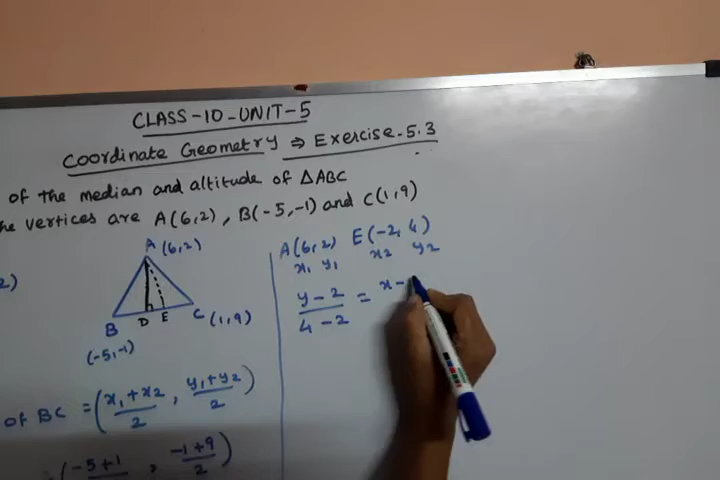 CLASS-10-UNIT-5
Coordinate Geometry ⇒ Exercise-5.3
of the median and altitude of ΔABC
the vertices are A(6,2), B(-5,-1) and C(1,9)
2)
A (6,2)
B
D E
C (1,9)
(-5,-1)
of BC = (x₁+x₂/2, y₁+y₂/2)
(-5+1, -1+9/2)
A(6,2) E(-2,4)
x₁ y₁ x₂ y₂
y-2/4-2 = x-